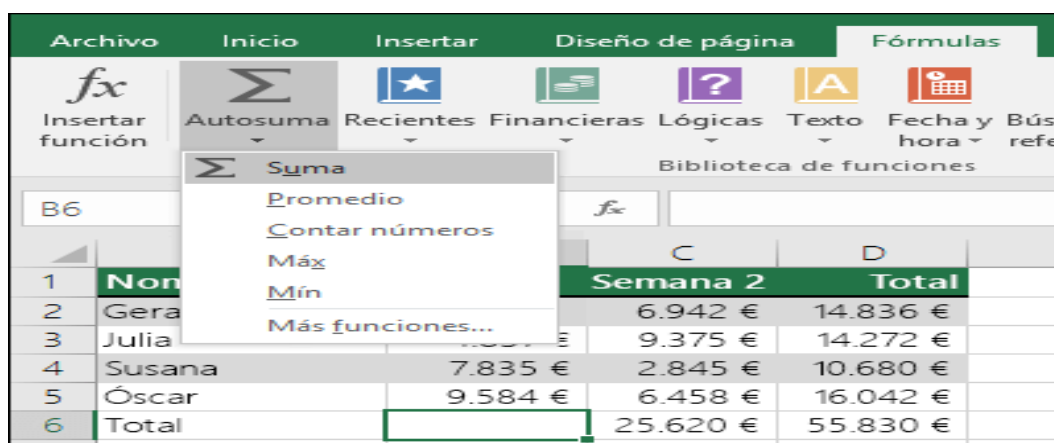 Archivo Inicio Insertar Diseño de página Fórmulas
fx Σ ? A
Insertar función
Autosuma
Recientes
Financieras
Lógicas
Texto
Fecha y hora
Biblioteca de funciones
Σ Suma
Promedio
Contar números
Máx
Mín
Más funciones...
B6 fx
C D
1 Semana 2 Total
2 6.942 € 14.836 €
3 Julia € 9.375 € 14.272 €
4 Susana 7.835 € 2.845 € 10.680 €
5 Óscar 9.584 € 6.458 € 16.042 €
6 Total 25.620 € 55.830 €